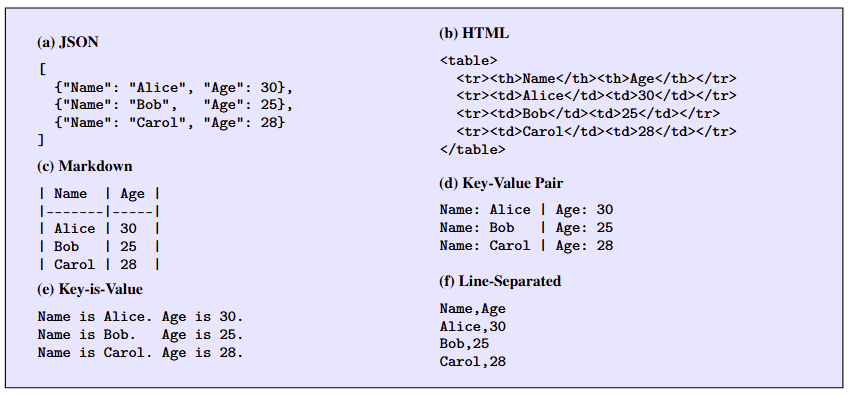 (a) JSON
[
  {"Name": "Alice", "Age": 30},
  {"Name": "Bob",   "Age": 25},
  {"Name": "Carol", "Age": 28}
]
(c) Markdown
| Name  | Age |
|-------|-----|
| Alice | 30  |
| Bob   | 25  |
| Carol | 28  |
(e) Key-is-Value
Name is Alice. Age is 30.
Name is Bob.   Age is 25.
Name is Carol. Age is 28.
(b) HTML
<table>
  <tr><th>Name</th><th>Age</th></tr>
  <tr><td>Alice</td><td>30</td></tr>
  <tr><td>Bob</td><td>25</td></tr>
  <tr><td>Carol</td><td>28</td></tr>
</table>
(d) Key-Value Pair
Name: Alice | Age: 30
Name: Bob   | Age: 25
Name: Carol | Age: 28
(f) Line-Separated
Name,Age
Alice,30
Bob,25
Carol,28